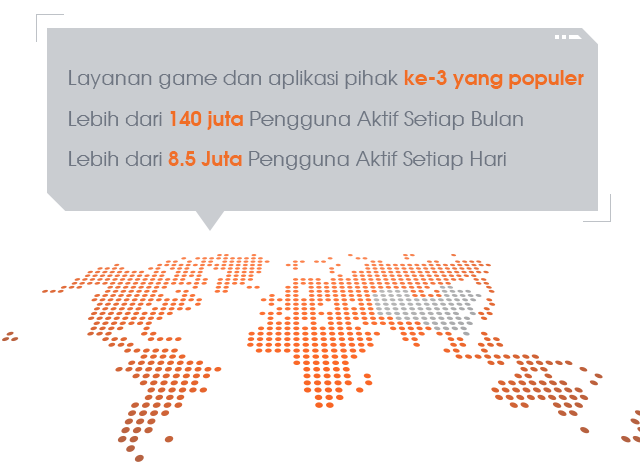 Layanan game dan aplikasi pihak ke-3 yang populer
Lebih dari 140 juta Pengguna Aktif Setiap Bulan
Lebih dari 8.5 Juta Pengguna Aktif Setiap Hari